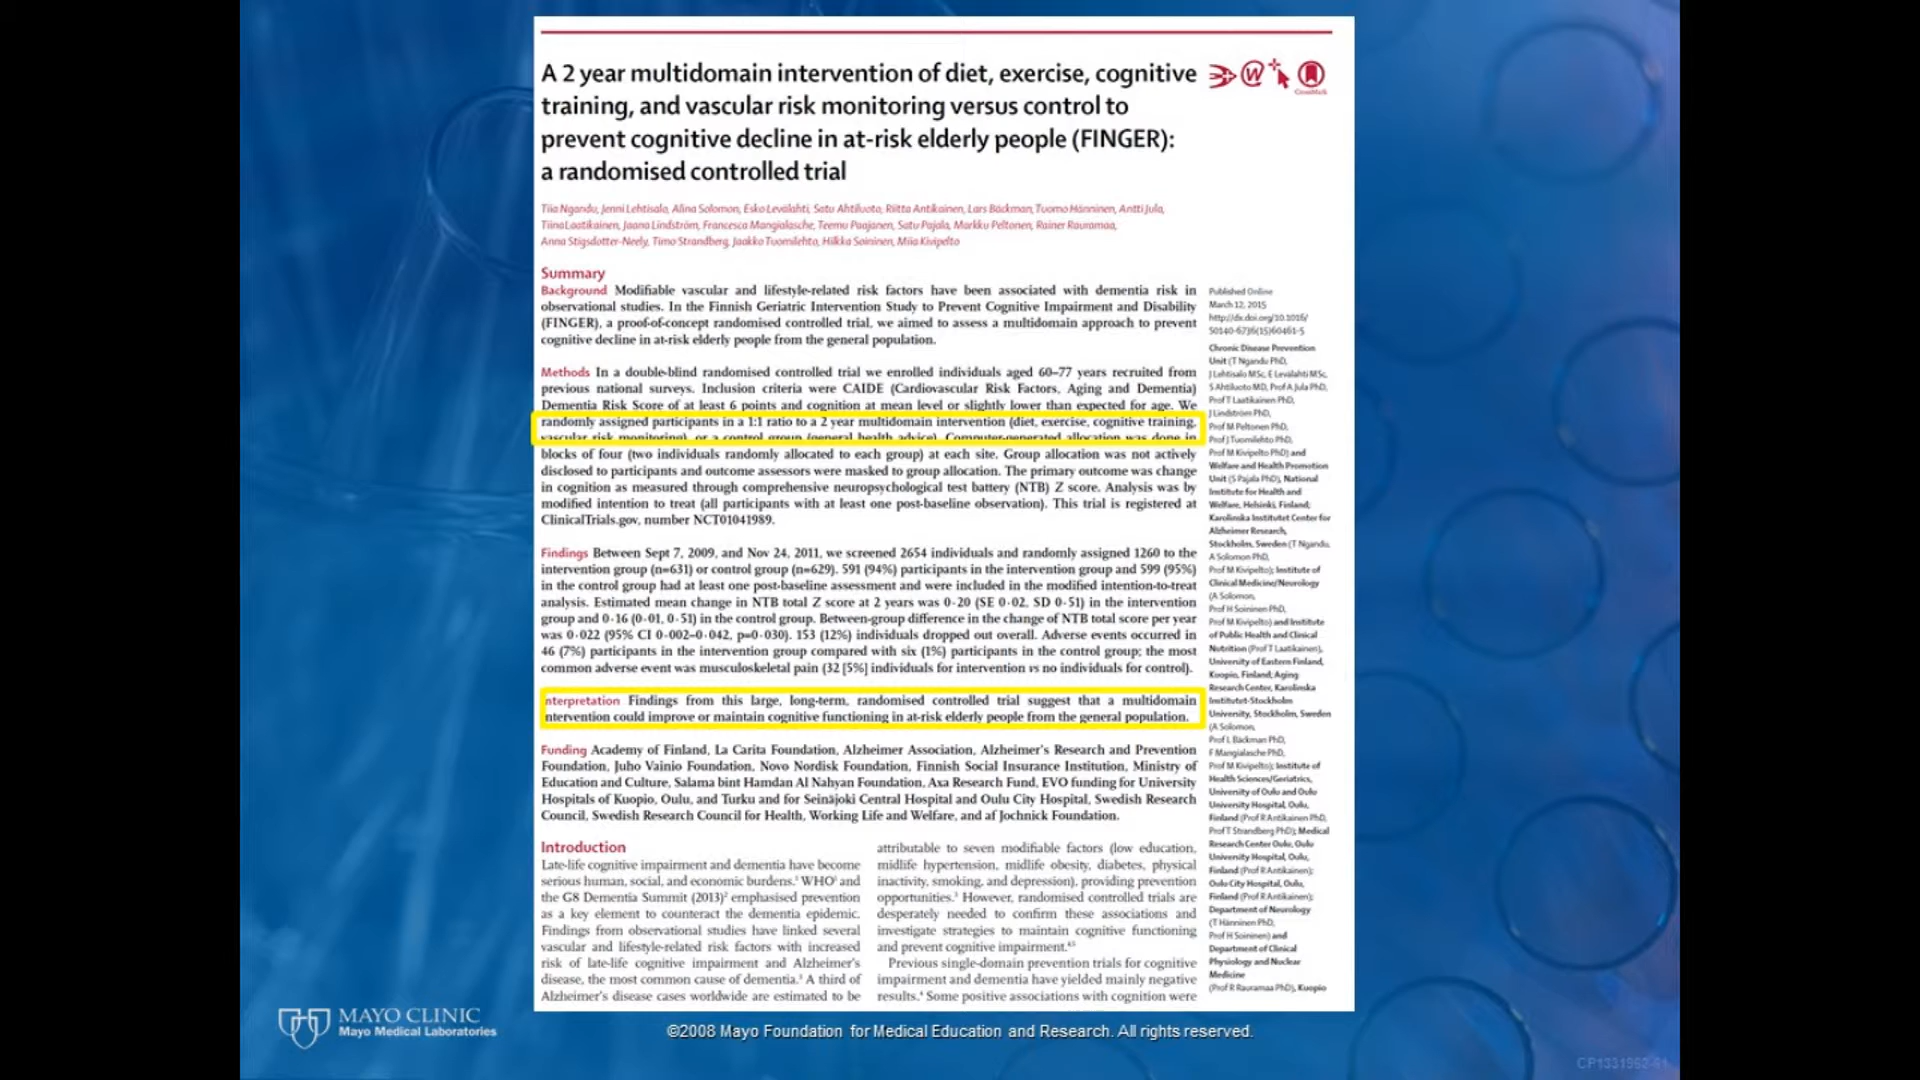 A 2 year multidomain intervention of diet, exercise, cognitive
training, and vascular risk monitoring versus control to
prevent cognitive decline in at-risk elderly people (FINGER):
a randomised controlled trial
CrossMark
Tiia Ngandu, Jenni Lehtisalo, Alina Solomon, Esko Levälahti, Satu Ahtiluoto, Riitta Antikainen, Lars Bäckman, Tuomo Hänninen, Antti Jula,
Tiina Laatikainen, Jaana Lindström, Francesca Mangialasche, Teemu Paajanen, Satu Pajala, Markku Peltonen, Rainer Rauramaa,
Anna Stigsdotter-Neely, Timo Strandberg, Jaakko Tuomilehto, Hilkka Soininen, Miia Kivipelto
Summary
Background Modifiable vascular and lifestyle-related risk factors have been associated with dementia risk in
observational studies. In the Finnish Geriatric Intervention Study to Prevent Cognitive Impairment and Disability
(FINGER), a proof-of-concept randomised controlled trial, we aimed to assess a multidomain approach to prevent
cognitive decline in at-risk elderly people from the general population.
Methods In a double-blind randomised controlled trial we enrolled individuals aged 60–77 years recruited from
previous national surveys. Inclusion criteria were CAIDE (Cardiovascular Risk Factors, Aging and Dementia)
Dementia Risk Score of at least 6 points and cognition at mean level or slightly lower than expected for age. We
randomly assigned participants in a 1:1 ratio to a 2 year multidomain intervention (diet, exercise, cognitive training,
vascular risk monitoring), or a control group (general health advice). Computer-generated allocation was done in
blocks of four (two individuals randomly allocated to each group) at each site. Group allocation was not actively
disclosed to participants and outcome assessors were masked to group allocation. The primary outcome was change
in cognition as measured through comprehensive neuropsychological test battery (NTB) Z score. Analysis was by
modified intention to treat (all participants with at least one post-baseline observation). This trial is registered at
ClinicalTrials.gov, number NCT01041989.
Findings Between Sept 7, 2009, and Nov 24, 2011, we screened 2654 individuals and randomly assigned 1260 to the
intervention group (n=631) or control group (n=629). 591 (94%) participants in the intervention group and 599 (95%)
in the control group had at least one post-baseline assessment and were included in the modified intention-to-treat
analysis. Estimated mean change in NTB total Z score at 2 years was 0·20 (SE 0·02, SD 0·51) in the intervention
group and 0·16 (0·01, 0·51) in the control group. Between-group difference in the change of NTB total score per year
was 0·022 (95% CI 0·002–0·042, p=0·030). 153 (12%) individuals dropped out overall. Adverse events occurred in
46 (7%) participants in the intervention group compared with six (1%) participants in the control group; the most
common adverse event was musculoskeletal pain (32 [5%] individuals for intervention vs no individuals for control).
nterpretation Findings from this large, long-term, randomised controlled trial suggest that a multidomain
ntervention could improve or maintain cognitive functioning in at-risk elderly people from the general population.
Funding Academy of Finland, La Carita Foundation, Alzheimer Association, Alzheimer's Research and Prevention
Foundation, Juho Vainio Foundation, Novo Nordisk Foundation, Finnish Social Insurance Institution, Ministry of
Education and Culture, Salama bint Hamdan Al Nahyan Foundation, Axa Research Fund, EVO funding for University
Hospitals of Kuopio, Oulu, and Turku and for Seinäjoki Central Hospital and Oulu City Hospital, Swedish Research
Council, Swedish Research Council for Health, Working Life and Welfare, and af Jochnick Foundation.
Introduction
Late-life cognitive impairment and dementia have become
serious human, social, and economic burdens.¹ WHO¹ and
the G8 Dementia Summit (2013)² emphasised prevention
as a key element to counteract the dementia epidemic.
Findings from observational studies have linked several
vascular and lifestyle-related risk factors with increased
risk of late-life cognitive impairment and Alzheimer's
disease, the most common cause of dementia.³ A third of
Alzheimer's disease cases worldwide are estimated to be
attributable to seven modifiable factors (low education,
midlife hypertension, midlife obesity, diabetes, physical
inactivity, smoking, and depression), providing prevention
opportunities.³ However, randomised controlled trials are
desperately needed to confirm these associations and
investigate strategies to maintain cognitive functioning
and prevent cognitive impairment.⁴,⁵
Previous single-domain prevention trials for cognitive
impairment and dementia have yielded mainly negative
results.⁴ Some positive associations with cognition were
Published Online
March 12, 2015
http://dx.doi.org/10.1016/
S0140-6736(15)60461-5
Chronic Disease Prevention
Unit (T Ngandu PhD,
J Lehtisalo MSc, E Levälahti MSc,
S Ahtiluoto MD, Prof A Jula PhD,
Prof T Laatikainen PhD,
J Lindström PhD,
Prof M Peltonen PhD,
Prof J Tuomilehto PhD,
Prof M Kivipelto PhD) and
Welfare and Health Promotion
Unit (S Pajala PhD), National
Institute for Health and
Welfare, Helsinki, Finland;
Karolinska Institutet Center for
Alzheimer Research,
Stockholm, Sweden (T Ngandu,
A Solomon PhD,
Prof M Kivipelto); Institute of
Clinical Medicine/Neurology
(A Solomon,
Prof H Soininen PhD,
Prof M Kivipelto) and Institute
of Public Health and Clinical
Nutrition (Prof T Laatikainen),
University of Eastern Finland,
Kuopio, Finland; Aging
Research Center, Karolinska
Institutet-Stockholm
University, Stockholm, Sweden
(A Solomon,
Prof L Bäckman PhD,
F Mangialasche PhD,
Prof M Kivipelto); Institute of
Health Sciences/Geriatrics,
University of Oulu and Oulu
University Hospital, Oulu,
Finland (Prof R Antikainen PhD,
Prof T Strandberg PhD); Medical
Research Center Oulu, Oulu
University Hospital, Oulu,
Finland (Prof R Antikainen);
Oulu City Hospital, Oulu,
Finland (Prof R Antikainen);
Department of Neurology
(T Hänninen PhD,
Prof H Soininen) and
Department of Clinical
Physiology and Nuclear
Medicine
(Prof R Rauramaa PhD), Kuopio
MAYO CLINIC
Mayo Medical Laboratories
©2008 Mayo Foundation for Medical Education and Research. All rights reserved.